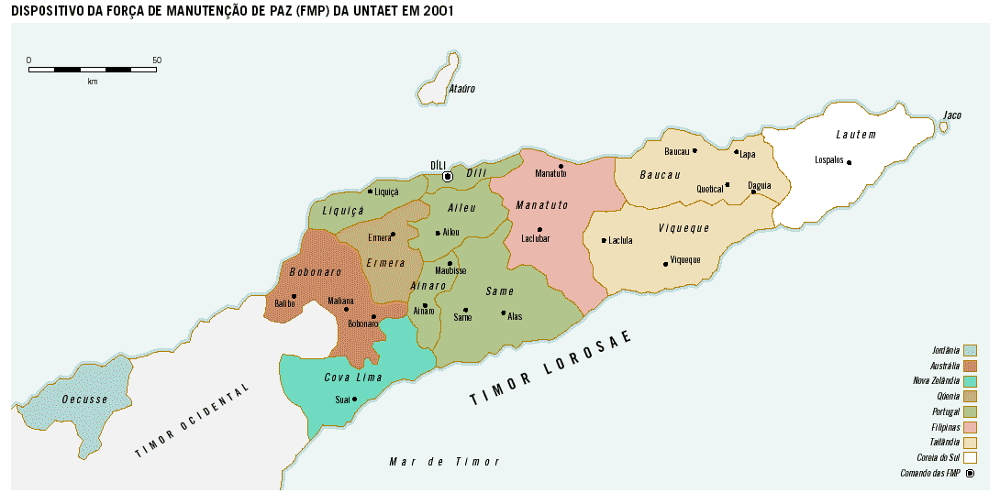 DISPOSITIVO DA FORÇA DE MANUTENÇÃO DE PAZ (FMP) DA UNTAET EM 2001
0 50
km
Ataúro
Jaco
Lautem
Lospalos
Baucau
Lapa
Baucau
Quetical
Daguia
DÍLI
Díli
Manatuto
Liquiçá
Liquiçá
Aileu
Manatuto
Aileu
Ermera
Laclubar
Viqueque
Laclula
Viqueque
Ermera
Maubisse
Bobonaro
Ainaro
Same
Balibo
Maliana
Ainaro
Bobonaro
Same
Alas
TIMOR LOROSAE
Cova Lima
Suai
Oecusse
TIMOR OCIDENTAL
Mar de Timor
Jordânia
Austrália
Nova Zelândia
Qúenia
Portugal
Filipinas
Tailândia
Coreia do Sul
Comando das FMP